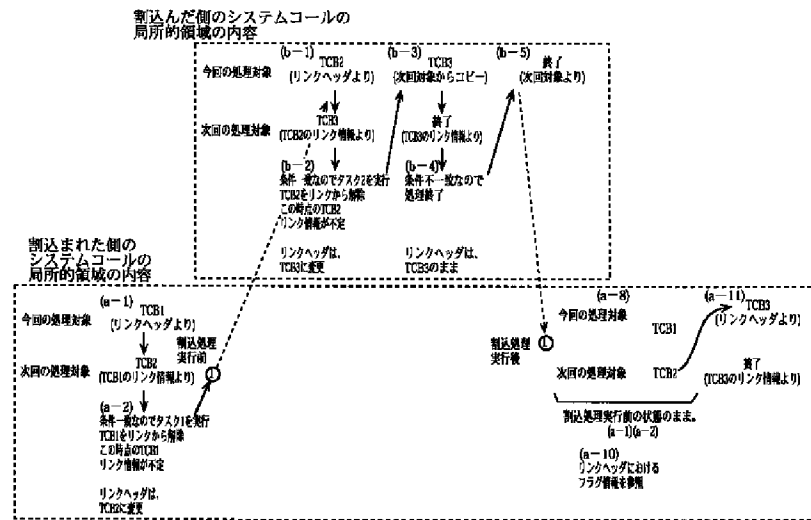 割込んだ側のシステムコールの
局所的領域の内容
(b-1)
(b-3)
(b-5)
今回の処理対象
TCB2
(リンクヘッダより)
TCB3
(次回対象からコピー)
終了
(次回対象より)
次回の処理対象
TCB3
(TCB2のリンク情報より)
終了
(TCB3のリンク情報より)
(b-2)
条件一致なのでタスク2を実行
TCB2をリンクから解除
この時点のTCB2
リンク情報が不定
(b-4)
条件不一致なので
処理終了
リンクヘッダは、
TCB3に変更
リンクヘッダは、
TCB3のまま
割込まれた側の
システムコールの
局所的領域の内容
(a-1)
今回の処理対象
TCB1
(リンクヘッダより)
次回の処理対象
TCB2
(TCB1のリンク情報より)
割込処理
実行前
①
(a-2)
条件一致なのでタスク1を実行
TCB1をリンクから解除
この時点のTCB1
リンク情報が不定
リンクヘッダは、
TCB2に変更
割込処理
実行後
①
(a-8)
今回の処理対象
TCB1
次回の処理対象
TCB2
(a-11)
TCB3
(リンクヘッダより)
終了
(TCB3のリンク情報より)
割込処理実行前の状態のまま。
(a-1)(a-2)
(a-10)
リンクヘッダにおける
フラグ情報を参照